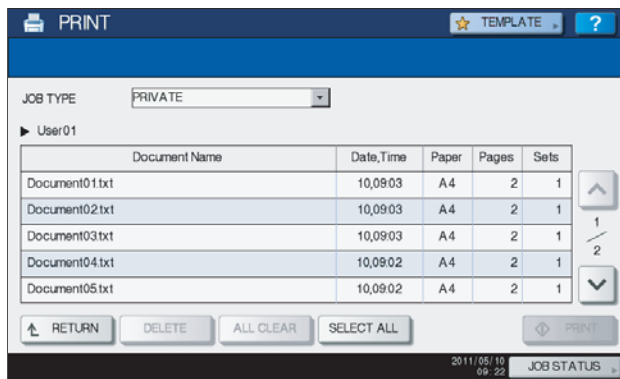 PRINT TEMPLATE ?
JOB TYPE PRIVATE
User01
Document Name Date,Time Paper Pages Sets
Document01.txt 10,09:03 A4 2 1
Document02.txt 10,09:03 A4 2 1
Document03.txt 10,09:03 A4 2 1
Document04.txt 10,09:02 A4 2 1
Document05.txt 10,09:02 A4 2 1
1
2
RETURN DELETE ALL CLEAR SELECT ALL PRINT
2011/05/10
09:22
JOB STATUS